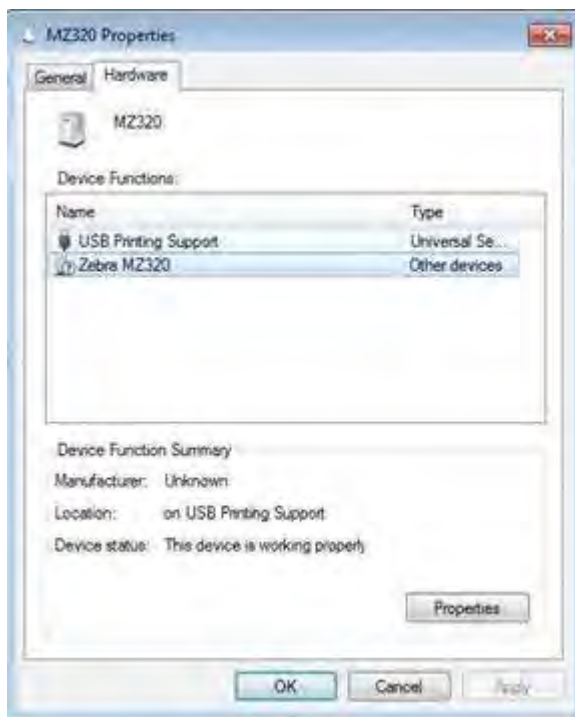 MZ320 Properties
General Hardware
MZ320
Device Functions:
Name Type
USB Printing Support Universal Se...
Zebra MZ320 Other devices
Device Function Summary
Manufacturer: Unknown
Location: on USB Printing Support
Device status: This device is working properly
Properties
OK Cancel Apply